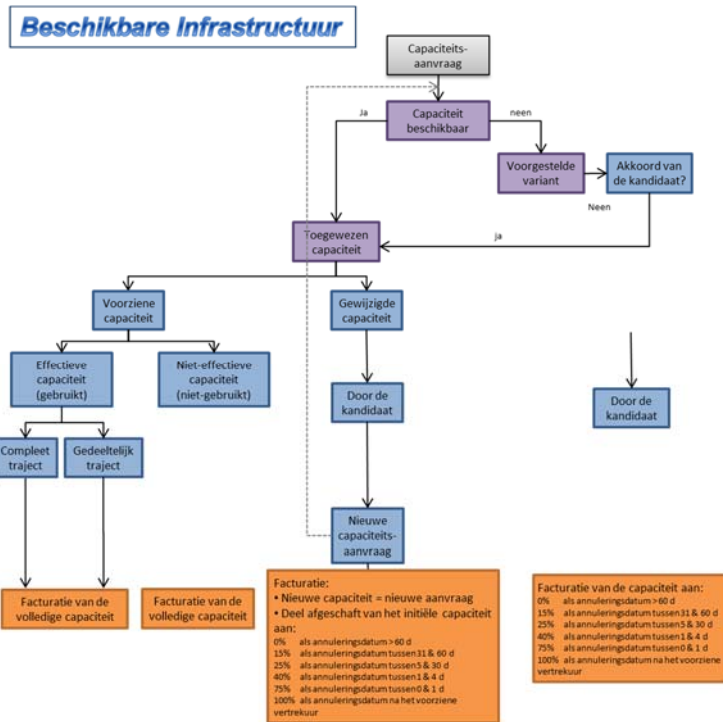 Beschikbare Infrastructuur
Capaciteits-
aanvraag
Ja
Capaciteit
beschikbaar
neen
Voorgestelde
variant
Akkoord van
de kandidaat?
Neen
Toegewezen
capaciteit
ja
Voorziene
capaciteit
Gewijzigde
capaciteit
Effectieve
capaciteit
(gebruikt)
Niet-effectieve
capaciteit
(niet-gebruikt)
Door de
kandidaat
Door de
kandidaat
Compleet
traject
Gedeeltelijk
traject
Nieuwe
capaciteits-
aanvraag
Facturatie van de
volledige capaciteit
Facturatie van de
volledige capaciteit
Facturatie:
• Nieuwe capaciteit = nieuwe aanvraag
• Deel afgeschaft van het initiële capaciteit
aan:
0% als annuleringsdatum >60 d
15% als annuleringsdatum tussen 31 & 60 d
25% als annuleringsdatum tussen 5 & 30 d
40% als annuleringsdatum tussen 1 & 4 d
75% als annuleringsdatum tussen 0 & 1 d
100% als annuleringsdatum na het voorziene
vertrekuur
Facturatie van de capaciteit aan:
0% als annuleringsdatum >60 d
15% als annuleringsdatum tussen 31 & 60 d
25% als annuleringsdatum tussen 5 & 30 d
40% als annuleringsdatum tussen 1 & 4 d
75% als annuleringsdatum tussen 0 & 1 d
100% als annuleringsdatum na het voorziene
vertrekuur